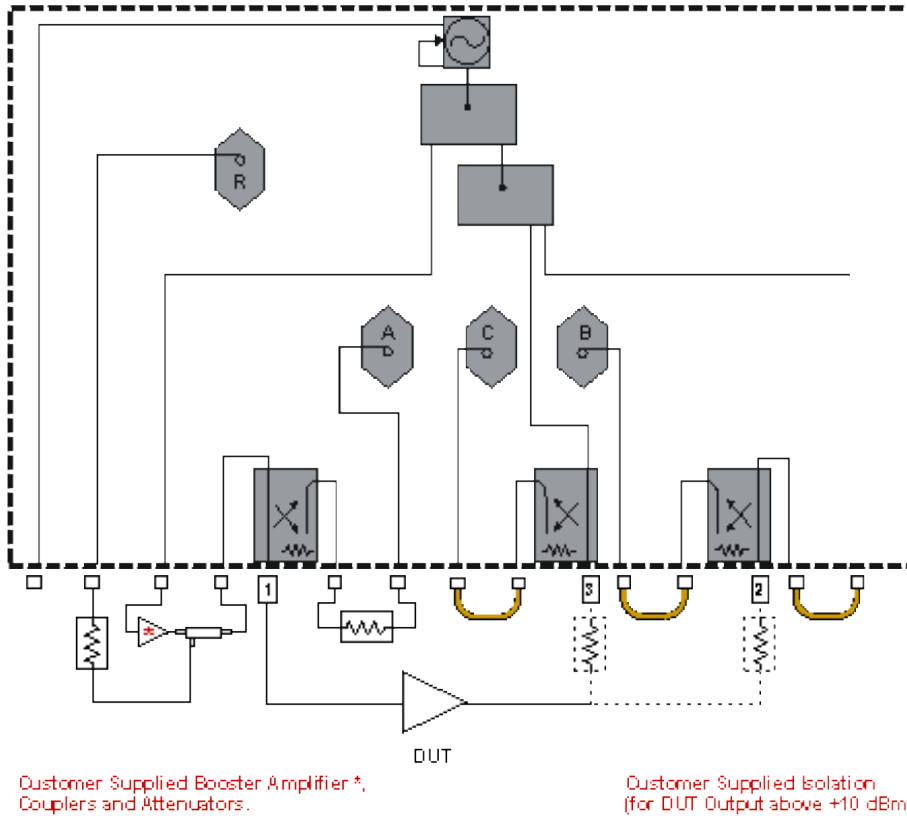 R
A
C
B
1
3
2
*
DUT
Customer Supplied Booster Amplifier *,
Couplers and Attenuators.
Customer Supplied Isolation
(for DUT Output above +10 dBm